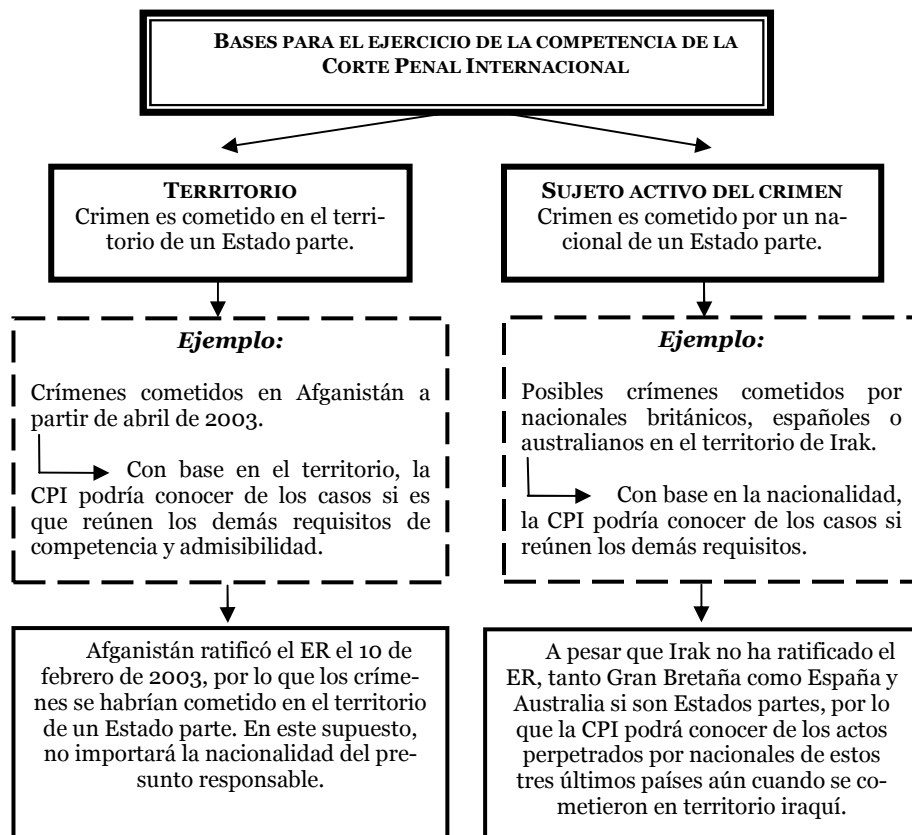 BASES PARA EL EJERCICIO DE LA COMPETENCIA DE LA
CORTE PENAL INTERNACIONAL
TERRITORIO
Crimen es cometido en el terri-
torio de un Estado parte.
Ejemplo:
Crímenes cometidos en Afganistán a
partir de abril de 2003.
Con base en el territorio, la
CPI podría conocer de los casos si es
que reúnen los demás requisitos de
competencia y admisibilidad.
Afganistán ratificó el ER el 10 de
febrero de 2003, por lo que los críme-
nes se habrían cometido en el territorio
de un Estado parte. En este supuesto,
no importará la nacionalidad del pre-
sunto responsable.
SUJETO ACTIVO DEL CRIMEN
Crimen es cometido por un na-
cional de un Estado parte.
Ejemplo:
Posibles crímenes cometidos por
nacionales británicos, españoles o
australianos en el territorio de Irak.
Con base en la nacionalidad,
la CPI podría conocer de los casos si
reúnen los demás requisitos.
A pesar que Irak no ha ratificado el
ER, tanto Gran Bretaña como España y
Australia si son Estados partes, por lo
que la CPI podrá conocer de los actos
perpetrados por nacionales de estos
tres últimos países aún cuando se co-
metieron en territorio iraquí.